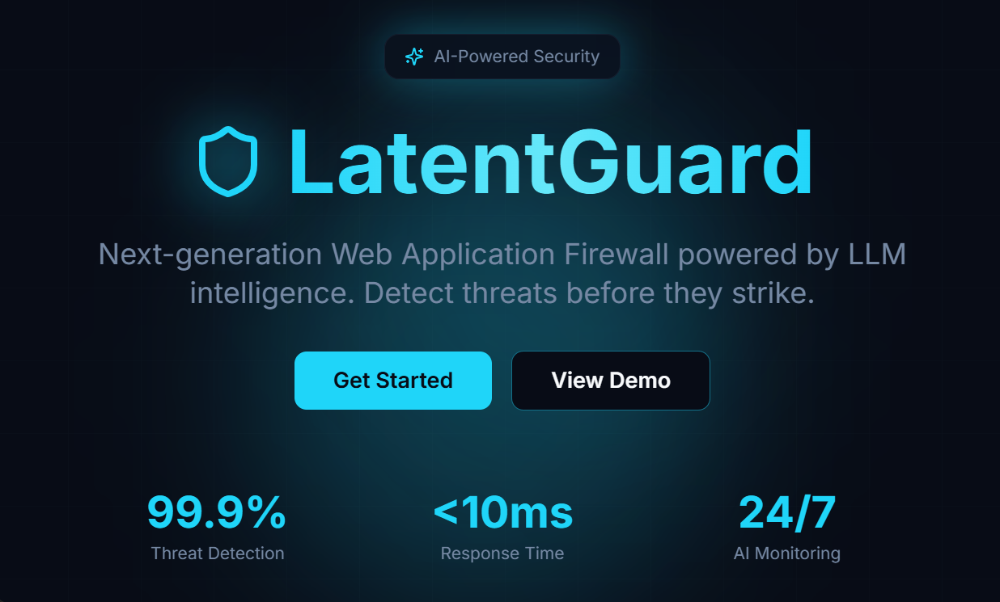 AI-Powered Security
LatentGuard
Next-generation Web Application Firewall powered by LLM
intelligence. Detect threats before they strike.
Get Started
View Demo
99.9%
<10ms
24/7
Threat Detection
Response Time
AI Monitoring